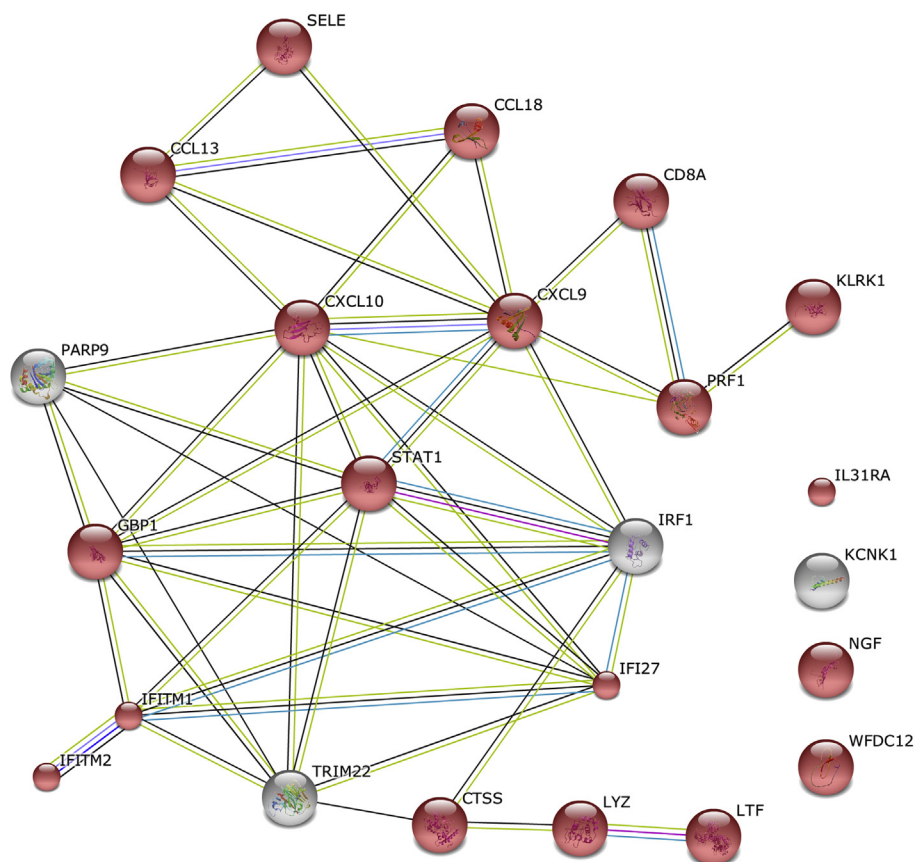 SELE
CCL18
CCL13
CD8A
KLRK1
CXCL10
CXCL9
PARP9
PRF1
STAT1
IL31RA
GBP1
IRF1
KCNK1
NGF
IFI27
IFITM1
WFDC12
IFITM2
TRIM22
CTSS
LYZ
LTF